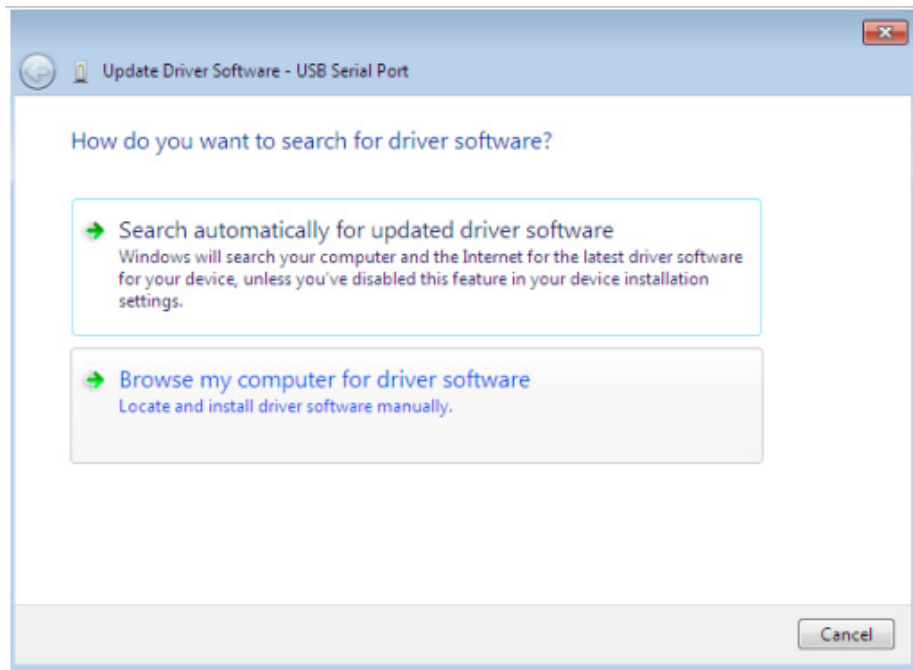 Update Driver Software - USB Serial Port
How do you want to search for driver software?
Search automatically for updated driver software
Windows will search your computer and the Internet for the latest driver software
for your device, unless you've disabled this feature in your device installation
settings.
Browse my computer for driver software
Locate and install driver software manually.
Cancel